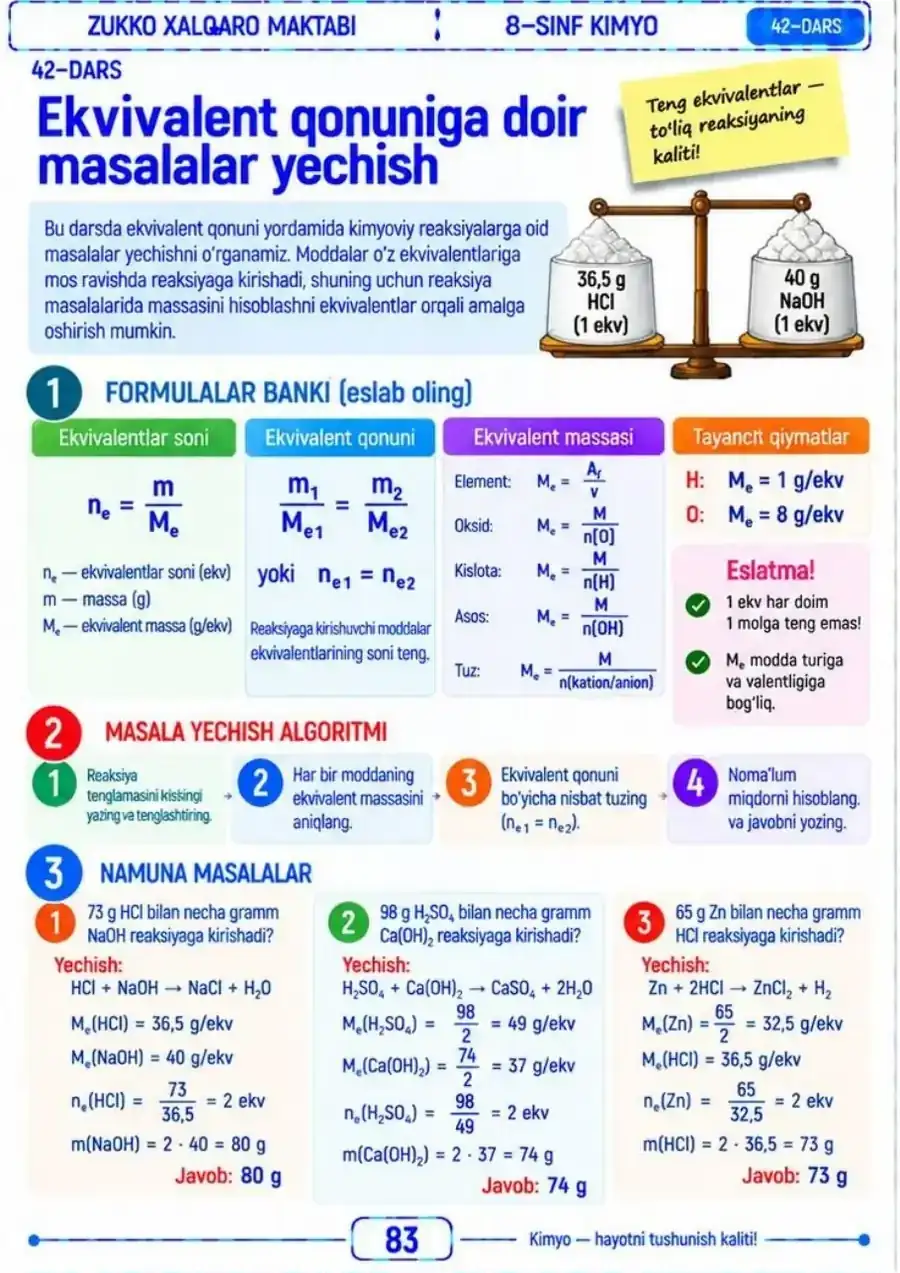 ZUKKO XALQARO MAKTABI
8–SINF KIMYO
42–DARS
42–DARS
Ekvivalent qonuniga doir
masalalar yechish
Teng ekvivalentlar —
to‘liq reaksiyaning
kaliti!
Bu darsda ekvivalent qonuni yordamida kimyoviy reaksiyalarga oid
masalalar yechishni o‘rganamiz. Moddalar o‘z ekvivalentlariga
mos ravishda reaksiyaga kirishadi, shuning uchun reaksiya
masalalarida massasini hisoblashni ekvivalentlar orqali amalga
oshirish mumkin.
36,5 g
HCl
(1 ekv)
40 g
NaOH
(1 ekv)
1 FORMULALAR BANKI (eslab oling)
Ekvivalentlar soni
nₑ = m / Mₑ
nₑ — ekvivalentlar soni (ekv)
m — massa (g)
Mₑ — ekvivalent massa (g/ekv)
Ekvivalent qonuni
m₁ / Mₑ₁ = m₂ / Mₑ₂
yoki nₑ₁ = nₑ₂
Reaksiyaga kirishuvchi moddalar
ekvivalentlarining soni teng.
Ekvivalent massasi
Element: Mₑ = Aᵣ / v
Oksid: Mₑ = M / n(O)
Kislota: Mₑ = M / n(H)
Asos: Mₑ = M / n(OH)
Tuz: Mₑ = M / n(kation/anion)
Tayanch qiymatlar
H: Mₑ = 1 g/ekv
O: Mₑ = 8 g/ekv
Eslatma!
1 ekv har doim
1 molga teng emas!
Mₑ modda turiga
va valentligiga
bog‘liq.
2 MASALA YECHISH ALGORITMI
1 Reaksiya
tenglamasini
yozing va tenglashtiring.
2 Har bir moddaning
ekvivalent massasini
aniqlang.
3 Ekvivalent qonuni
bo‘yicha nisbat tuzing
(nₑ₁ = nₑ₂).
4 Noma’lum
miqdorni hisoblang.
va javobni yozing.
3 NAMUNA MASALALAR
1 73 g HCl bilan necha gramm
NaOH reaksiyaga kirishadi?
Yechish:
HCl + NaOH → NaCl + H₂O
Mₑ(HCl) = 36,5 g/ekv
Mₑ(NaOH) = 40 g/ekv
nₑ(HCl) = 73 / 36,5 = 2 ekv
m(NaOH) = 2 · 40 = 80 g
Javob: 80 g
2 98 g H₂SO₄ bilan necha gramm
Ca(OH)₂ reaksiyaga kirishadi?
Yechish:
H₂SO₄ + Ca(OH)₂ → CaSO₄ + 2H₂O
Mₑ(H₂SO₄) = 98 / 2 = 49 g/ekv
Mₑ(Ca(OH)₂) = 74 / 2 = 37 g/ekv
nₑ(H₂SO₄) = 98 / 49 = 2 ekv
m(Ca(OH)₂) = 2 · 37 = 74 g
Javob: 74 g
3 65 g Zn bilan necha gramm
HCl reaksiyaga kirishadi?
Yechish:
Zn + 2HCl → ZnCl₂ + H₂
Mₑ(Zn) = 65 / 2 = 32,5 g/ekv
Mₑ(HCl) = 36,5 g/ekv
nₑ(Zn) = 65 / 32,5 = 2 ekv
m(HCl) = 2 · 36,5 = 73 g
Javob: 73 g
83
Kimyo — hayotni tushunish kaliti!